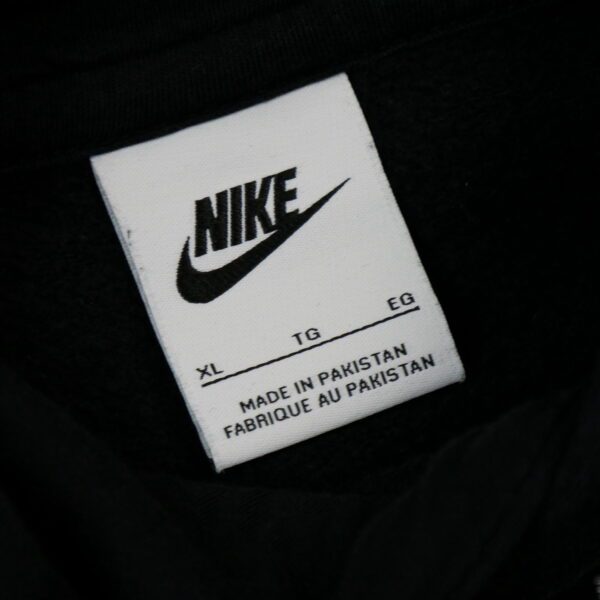 NIKE
XL TG EG
MADE IN PAKISTAN
FABRIQUE AU PAKISTAN